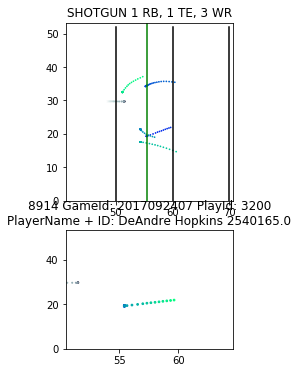 SHOTGUN 1 RB, 1 TE, 3 WR
50
40
30
20
10
0
50 60 70
8914 GameId: 2017092407 PlayId: 3200
PlayerName + ID: DeAndre Hopkins 2540165.0
40
20
0
55 60